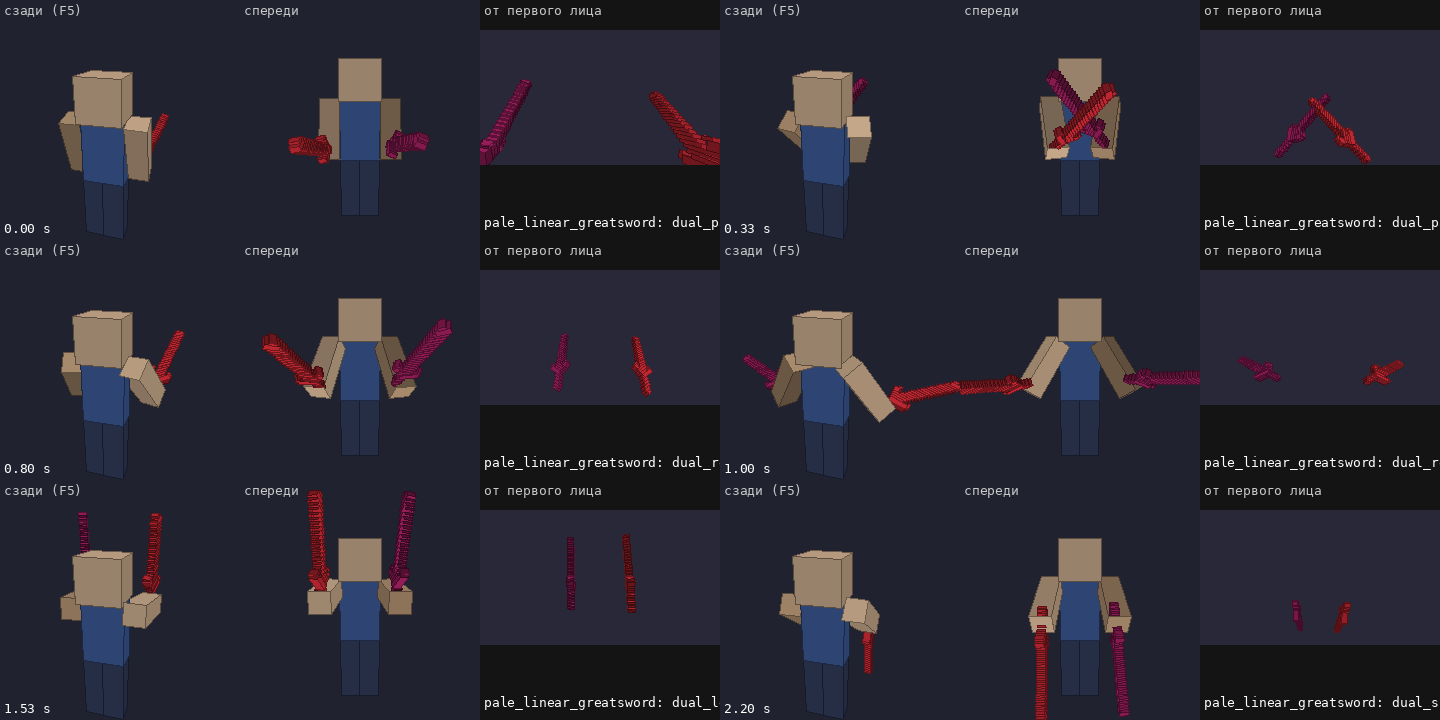 сзади (F5)
спереди
от первого лица
сзади (F5)
спереди
от первого лица
pale_linear_greatsword: dual_p
pale_linear_greatsword: dual_p
0.00 s
0.33 s
сзади (F5)
спереди
от первого лица
сзади (F5)
спереди
от первого лица
pale_linear_greatsword: dual_r
pale_linear_greatsword: dual_r
0.80 s
1.00 s
сзади (F5)
спереди
от первого лица
сзади (F5)
спереди
от первого лица
pale_linear_greatsword: dual_l
pale_linear_greatsword: dual_s
1.53 s
2.20 s